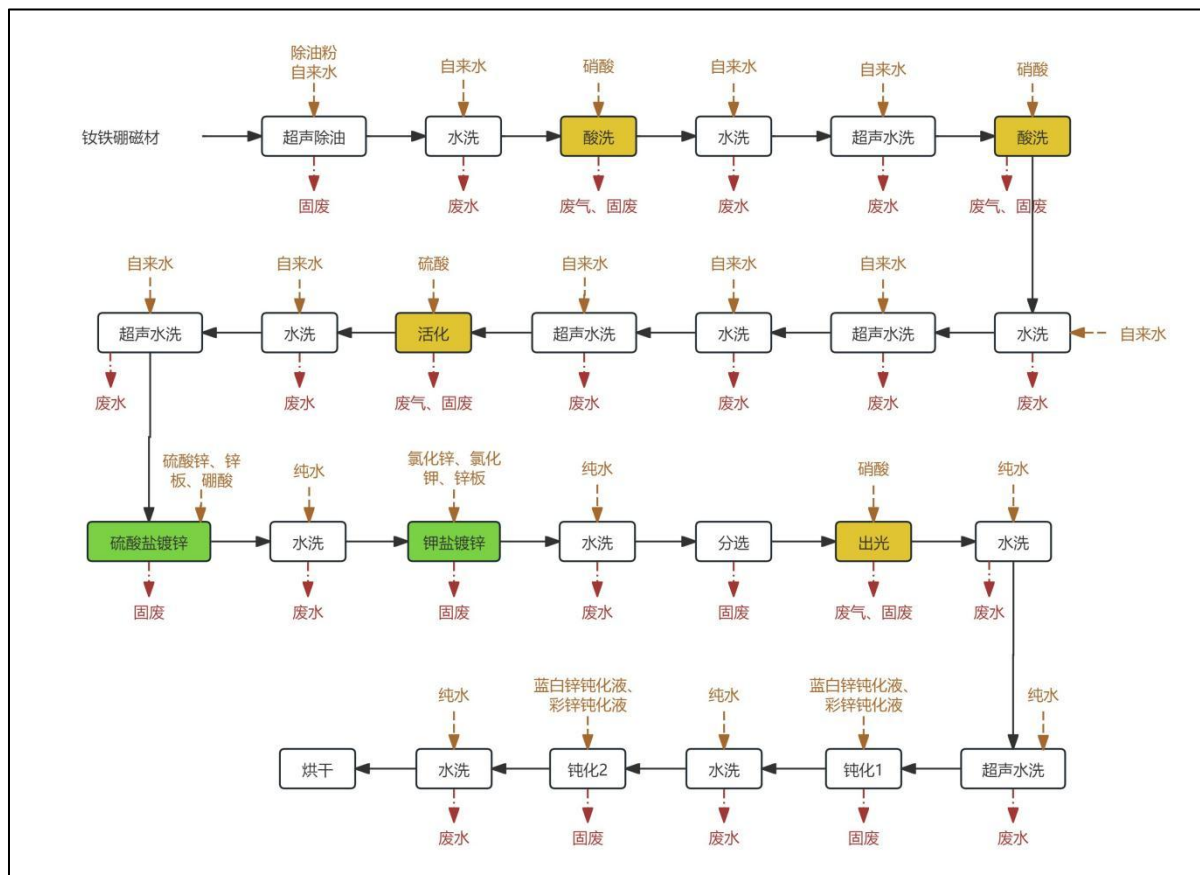 除油粉
自来水
自来水
硝酸
自来水
自来水
硝酸
钕铁硼磁材
超声除油
水洗
酸洗
水洗
超声水洗
酸洗
固废
废水
废气、固废
废水
废水
废气、固废
自来水
自来水
硫酸
自来水
自来水
自来水
超声水洗
水洗
活化
超声水洗
水洗
超声水洗
水洗
自来水
废水
废水
废气、固废
废水
废水
废水
废水
硫酸锌、锌
板、硼酸
纯水
氯化锌、氯化
钾、锌板
纯水
硝酸
纯水
硫酸盐镀锌
水洗
钾盐镀锌
水洗
分选
出光
水洗
固废
废水
固废
废水
固废
废气、固废
废水
纯水
蓝白锌钝化液、
彩锌钝化液
纯水
蓝白锌钝化液、
彩锌钝化液
纯水
烘干
水洗
钝化2
水洗
钝化1
超声水洗
废水
固废
废水
固废
废水